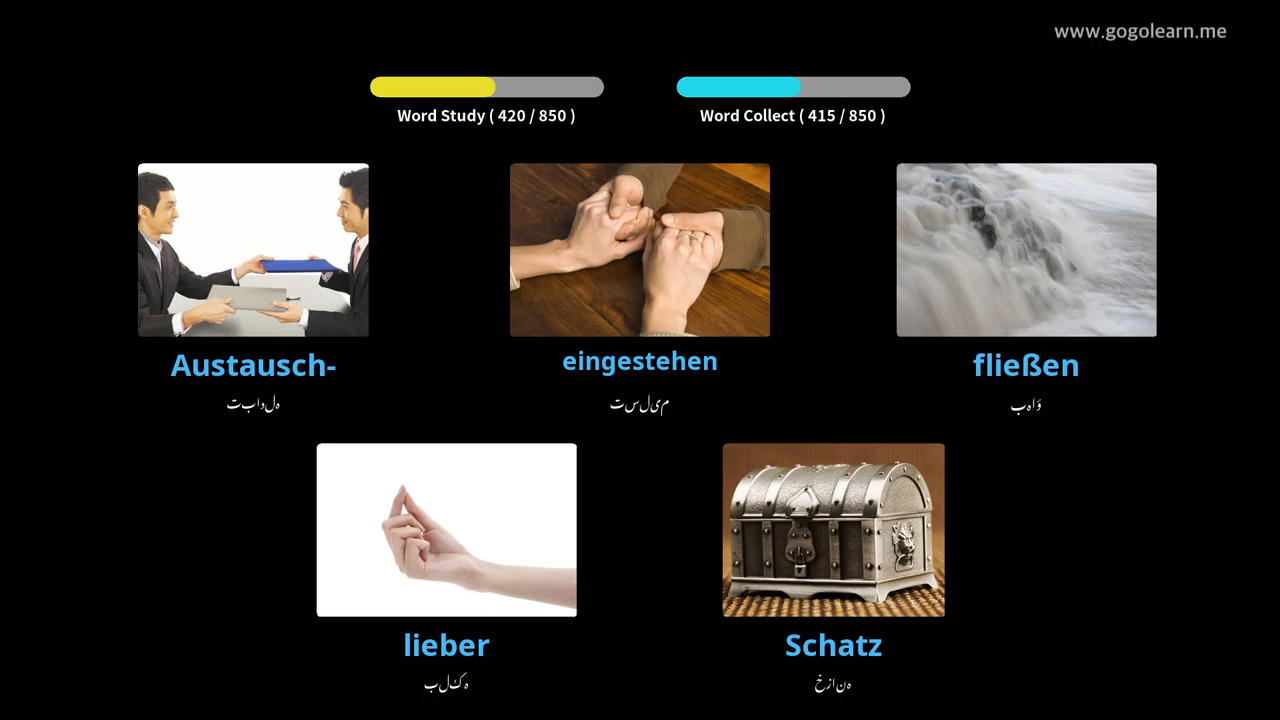 www.gogolearn.me
Word Study ( 420 / 850 )
Word Collect ( 415 / 850 )
Austausch-
ہلدابت
eingestehen
میلست
fließen
ؤاہب
lieber
ہکلب
Schatz
ہنازخ